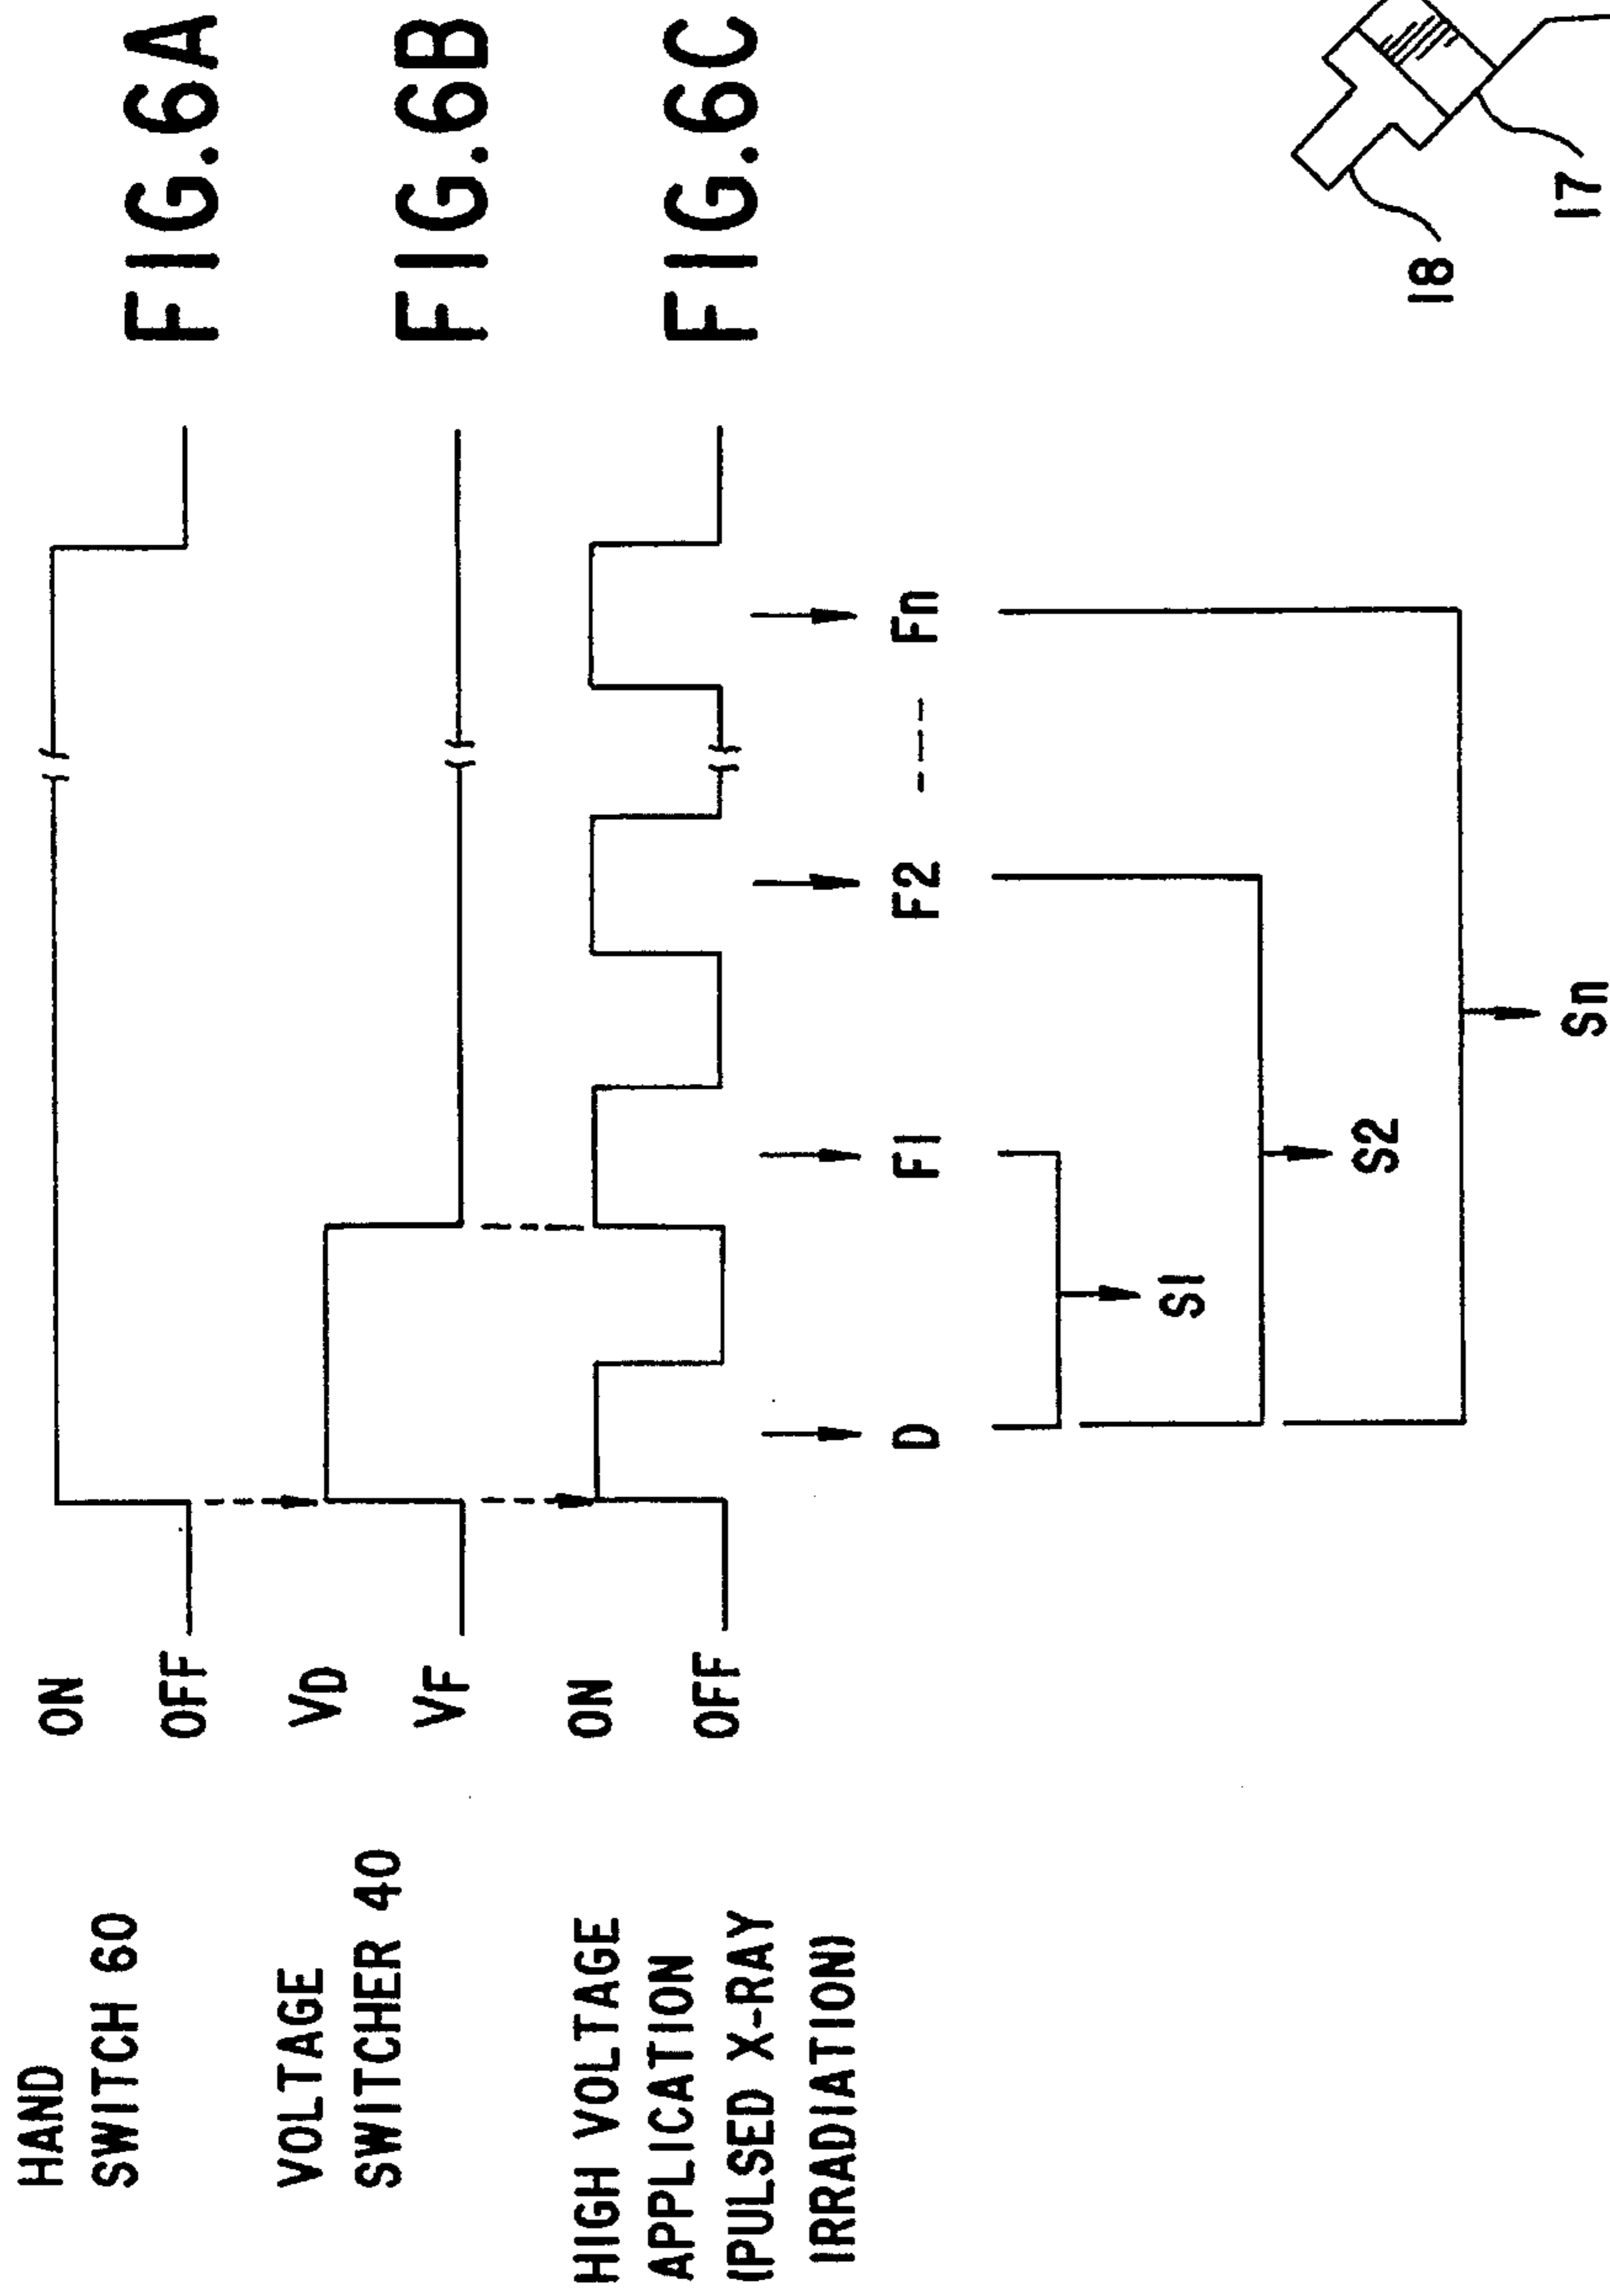 HAND
SWITCH 60
ON
OFF
FIG.6A
VOLTAGE
SWITCHER 40
VD
VF
FIG.6B
HIGH VOLTAGE
APPLICATION
(PULSED X-RAY
IRRADIATION)
ON
OFF
FIG.6C
D F1 F2 ---- Fn
S1
S2
Sn
18
17